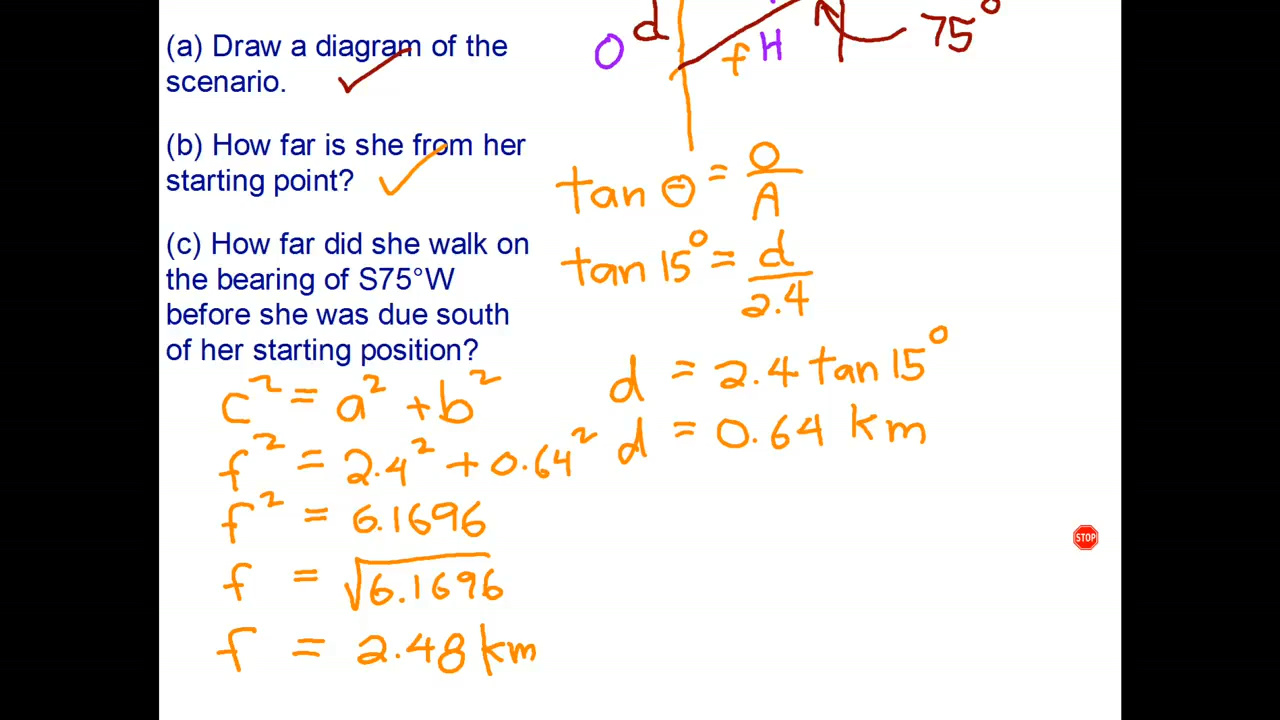 (a) Draw a diagram of the
scenario.
(b) How far is she from her
starting point?
(c) How far did she walk on
the bearing of S75°W
before she was due south
of her starting position?
c² = a² + b²
f² = 2.4² + 0.64²
f² = 6.1696
f = √6.1696
f = 2.48 km
O d f H 75°
tan θ = O/A
tan 15° = d/2.4
d = 2.4 tan 15°
d = 0.64 km
STOP